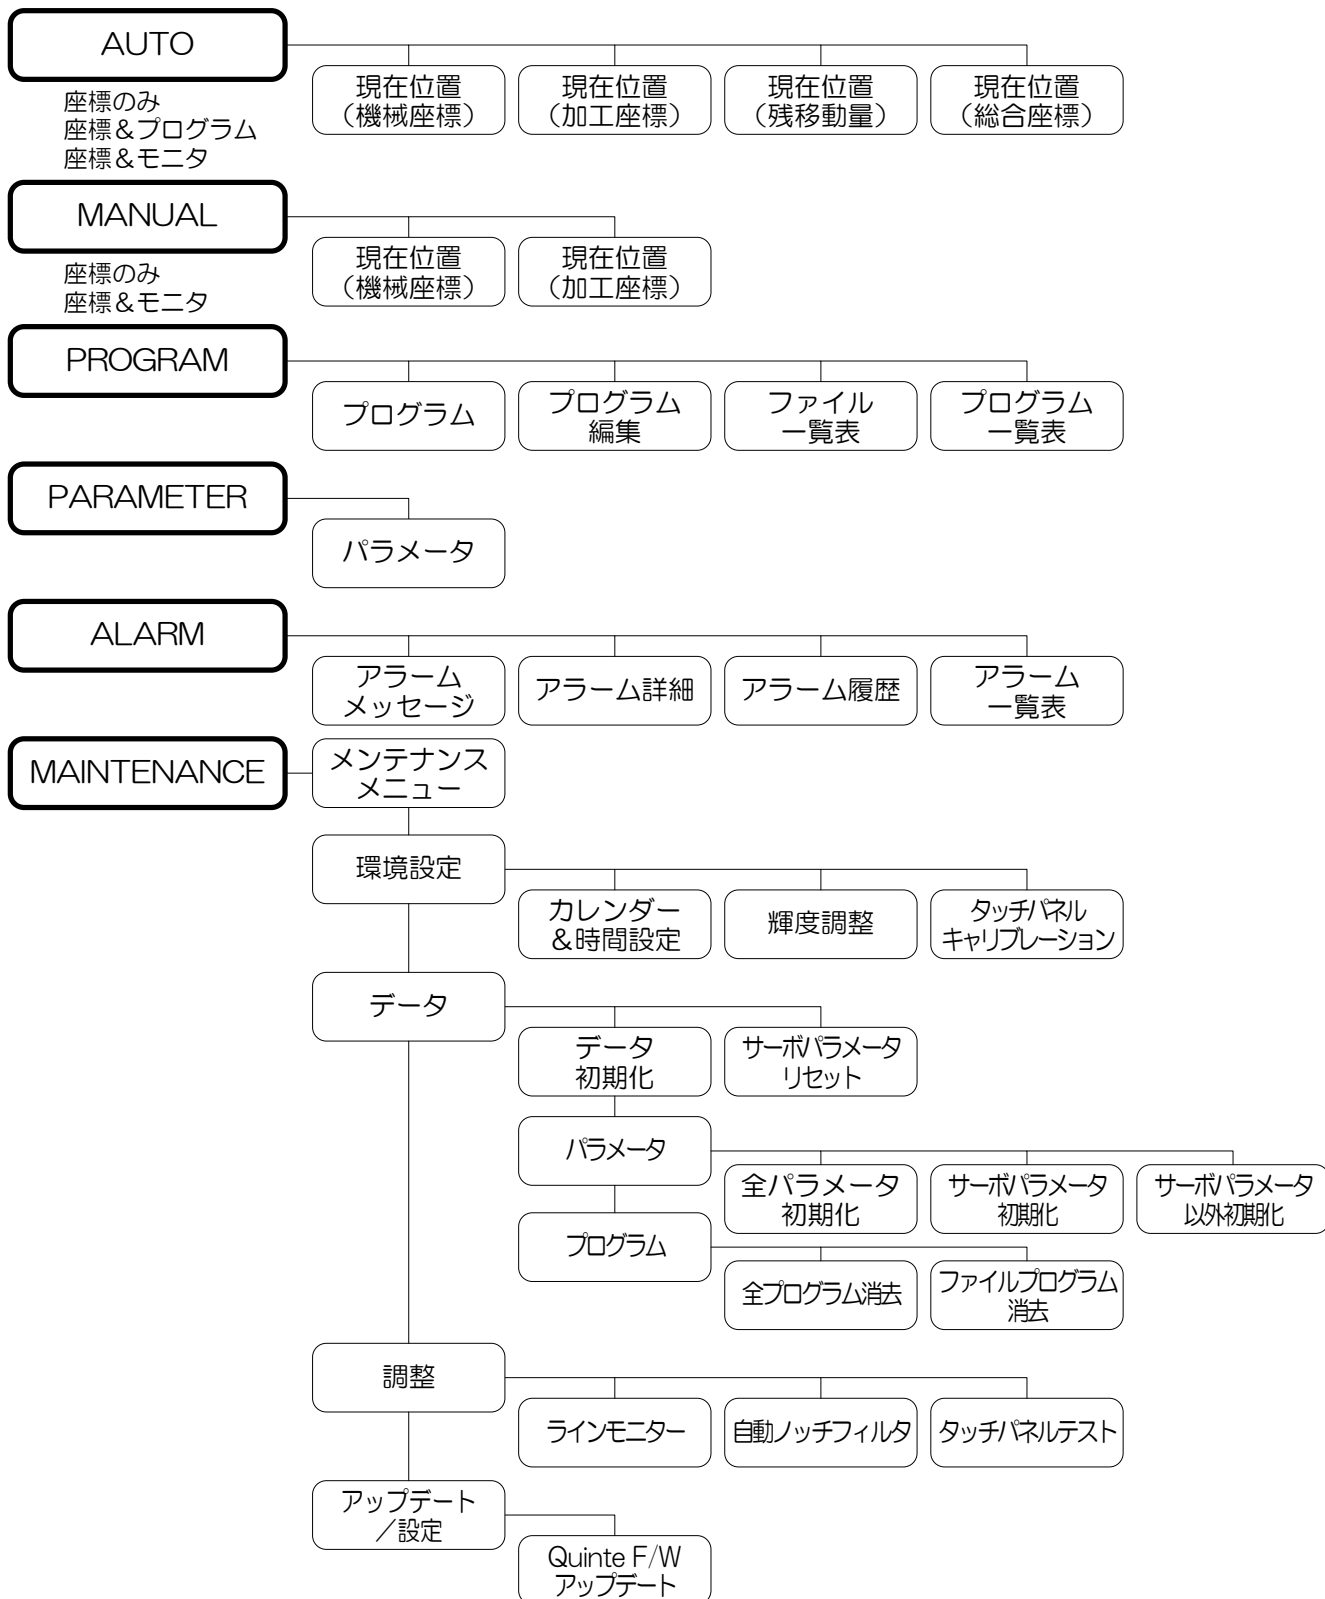 AUTO
座標のみ
座標＆プログラム
座標＆モニタ
現在位置
（機械座標）
現在位置
（加工座標）
現在位置
（残移動量）
現在位置
（総合座標）
MANUAL
座標のみ
座標＆モニタ
現在位置
（機械座標）
現在位置
（加工座標）
PROGRAM
プログラム
プログラム
編集
ファイル
一覧表
プログラム
一覧表
PARAMETER
パラメータ
ALARM
アラーム
メッセージ
アラーム詳細
アラーム履歴
アラーム
一覧表
MAINTENANCE
メンテナンス
メニュー
環境設定
カレンダー
＆時間設定
輝度調整
タッチパネル
キャリブレーション
データ
データ
初期化
サーボパラメータ
リセット
パラメータ
全パラメータ
初期化
サーボパラメータ
初期化
サーボパラメータ
以外初期化
プログラム
全プログラム消去
ファイルプログラム
消去
調整
ラインモニター
自動ノッチフィルタ
タッチパネルテスト
アップデート
／設定
Quinte F/W
アップデート